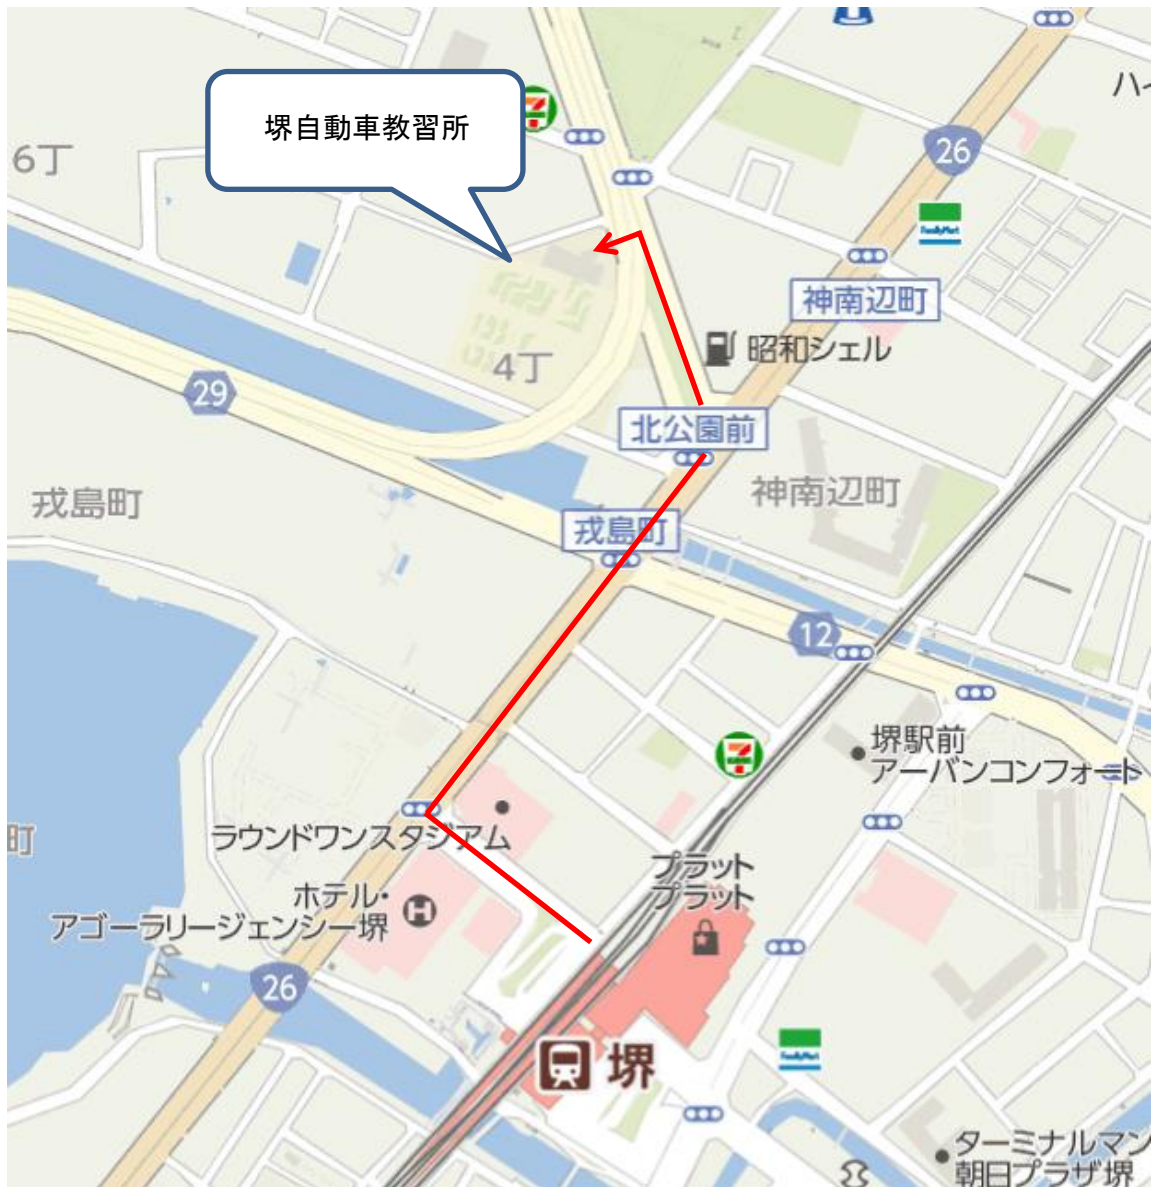 ハイ
堺自動車教習所
6丁
26
FamilyMart
神南辺町
昭和シェル
4丁
29
北公園前
神南辺町
戎島町
戎島町
12
堺駅前
アーバンコンフォート
ラウンドワンスタジアム
町
プラット
プラット
ホテル・
アゴーラリージェンシー堺
H
26
FamilyMart
堺
ターミナルマン
朝日プラザ堺